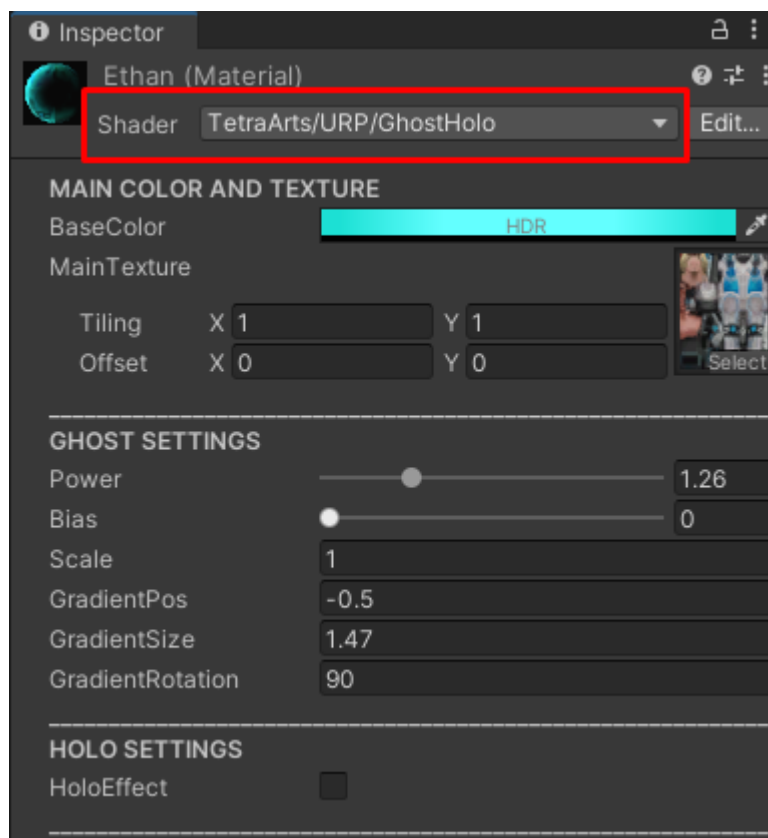 Inspector
Ethan (Material)
Shader TetraArts/URP/GhostHolo Edit...
MAIN COLOR AND TEXTURE
BaseColor HDR
MainTexture
Tiling X 1 Y 1
Offset X 0 Y 0
Select
GHOST SETTINGS
Power 1.26
Bias 0
Scale 1
GradientPos -0.5
GradientSize 1.47
GradientRotation 90
HOLO SETTINGS
HoloEffect